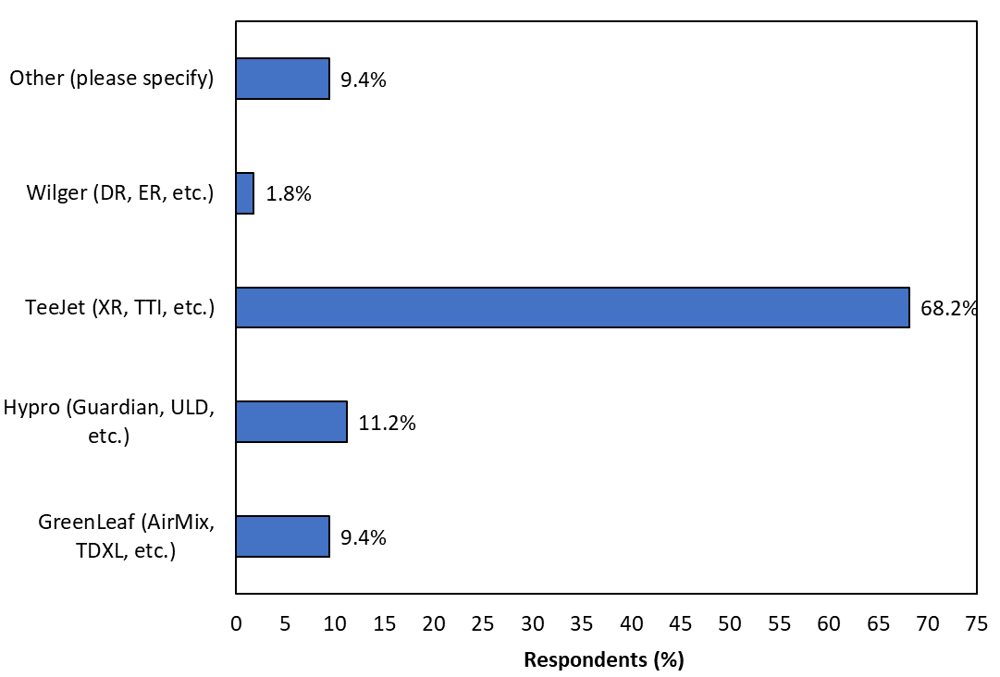 Other (please specify)
9.4%
Wilger (DR, ER, etc.)
1.8%
TeeJet (XR, TTI, etc.)
68.2%
Hypro (Guardian, ULD,
etc.)
11.2%
GreenLeaf (AirMix,
TDXL, etc.)
9.4%
0 5 10 15 20 25 30 35 40 45 50 55 60 65 70 75
Respondents (%)